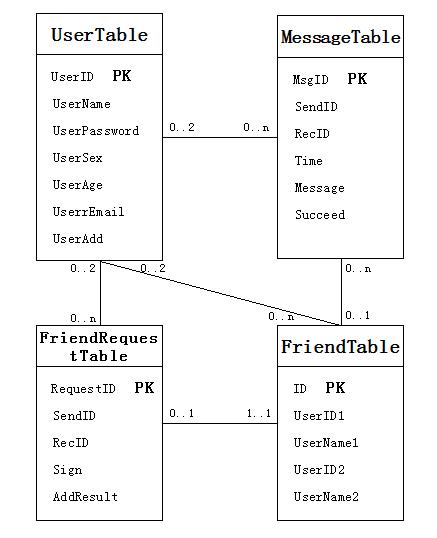 UserTable
UserID PK
UserName
UserPassword
UserSex
UserAge
UserrEmail
UserAdd
MessageTable
MsgID PK
SendID
RecID
Time
Message
Succeed
0..2 0..n
0..2 0..2
0..n
0..n
0..n 0..1
FriendReques
tTable
RequestID PK
SendID
RecID
Sign
AddResult
0..1 1..1
FriendTable
ID PK
UserID1
UserName1
UserID2
UserName2